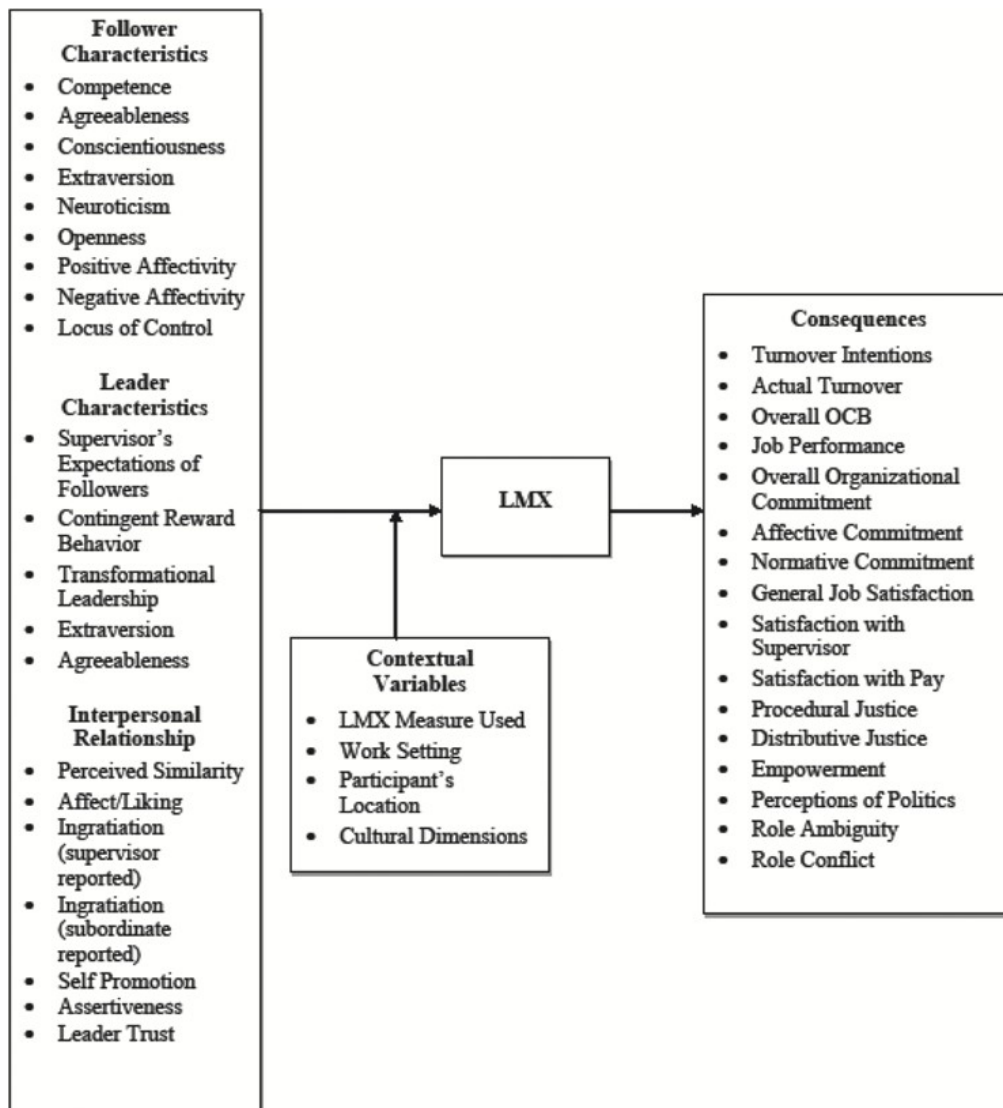 Follower
Characteristics
• Competence
• Agreeableness
• Conscientiousness
• Extraversion
• Neuroticism
• Openness
• Positive Affectivity
• Negative Affectivity
• Locus of Control
Leader
Characteristics
• Supervisor's
Expectations of
Followers
• Contingent Reward
Behavior
• Transformational
Leadership
• Extraversion
• Agreeableness
Interpersonal
Relationship
• Perceived Similarity
• Affect/Liking
• Ingratiation
(supervisor
reported)
• Ingratiation
(subordinate
reported)
• Self Promotion
• Assertiveness
• Leader Trust
Contextual
Variables
• LMX Measure Used
• Work Setting
• Participant's
Location
• Cultural Dimensions
LMX
Consequences
• Turnover Intentions
• Actual Turnover
• Overall OCB
• Job Performance
• Overall Organizational
Commitment
• Affective Commitment
• Normative Commitment
• General Job Satisfaction
• Satisfaction with
Supervisor
• Satisfaction with Pay
• Procedural Justice
• Distributive Justice
• Empowerment
• Perceptions of Politics
• Role Ambiguity
• Role Conflict